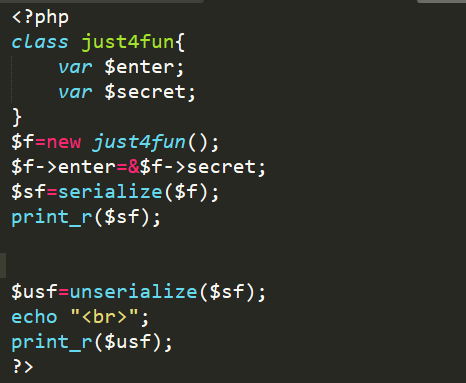 <?php
class just4fun{
    var $enter;
    var $secret;
}
$f=new just4fun();
$f->enter=&$f->secret;
$sf=serialize($f);
print_r($sf);
$usf=unserialize($sf);
echo "<br>";
print_r($usf);
?>